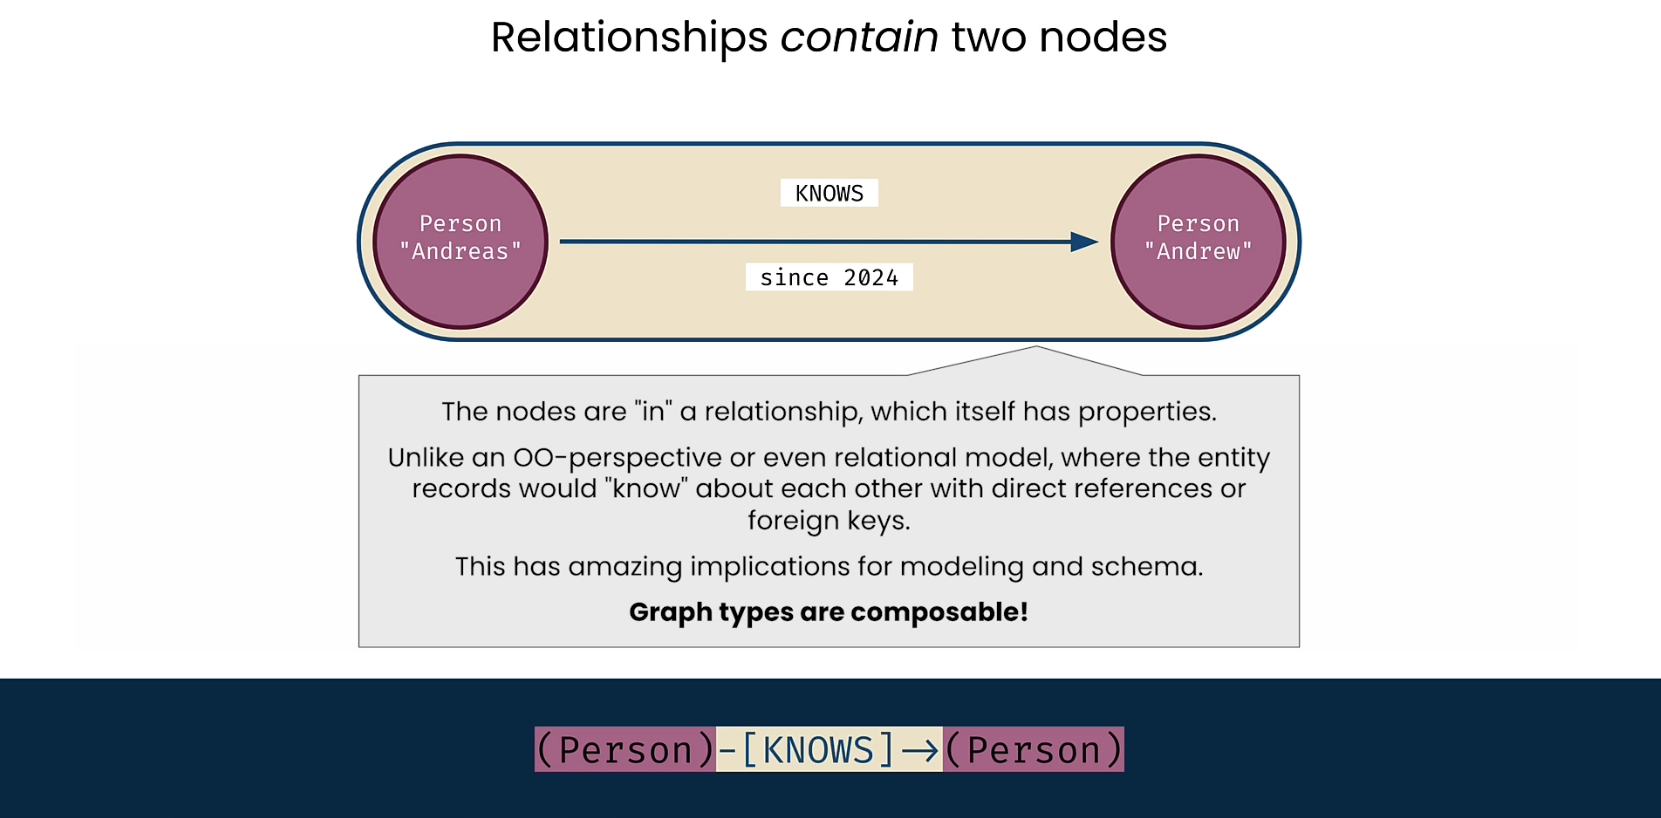 Relationships contain two nodes
KNOWS
Person
"Andreas"
Person
"Andrew"
since 2024
The nodes are "in" a relationship, which itself has properties.
Unlike an OO-perspective or even relational model, where the entity
records would "know" about each other with direct references or
foreign keys.
This has amazing implications for modeling and schema.
Graph types are composable!
(Person)-[KNOWS]→(Person)